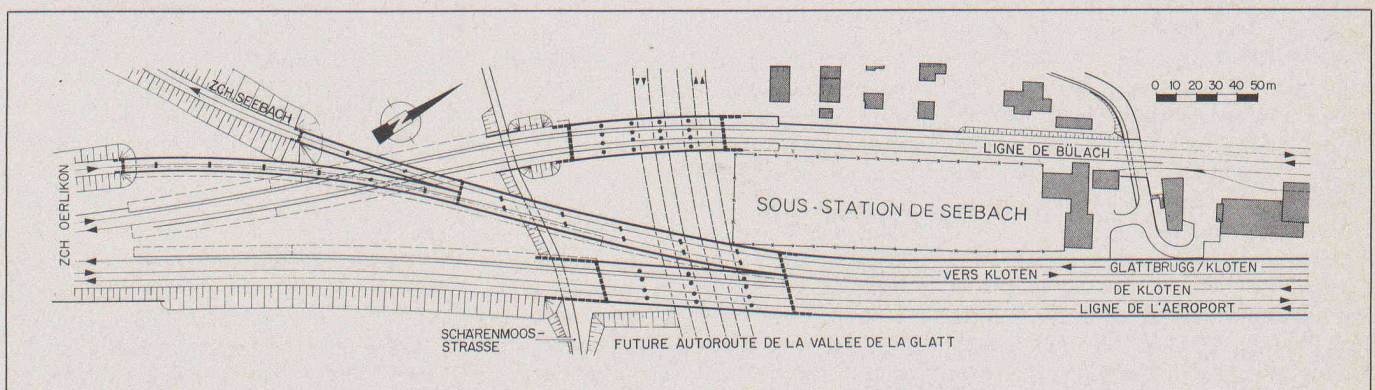 ZCH. SEEBACH
0 10 20 30 40 50m
LIGNE DE BÜLACH
ZCH OERLIKON
SOUS-STATION DE SEEBACH
GLATTBRUGG/KLOTEN
VERS KLOTEN
DE KLOTEN
LIGNE DE L'AEROPORT
SCHÄRENMOOS-
STRASSE
FUTURE AUTOROUTE DE LA VALLEE DE LA GLATT